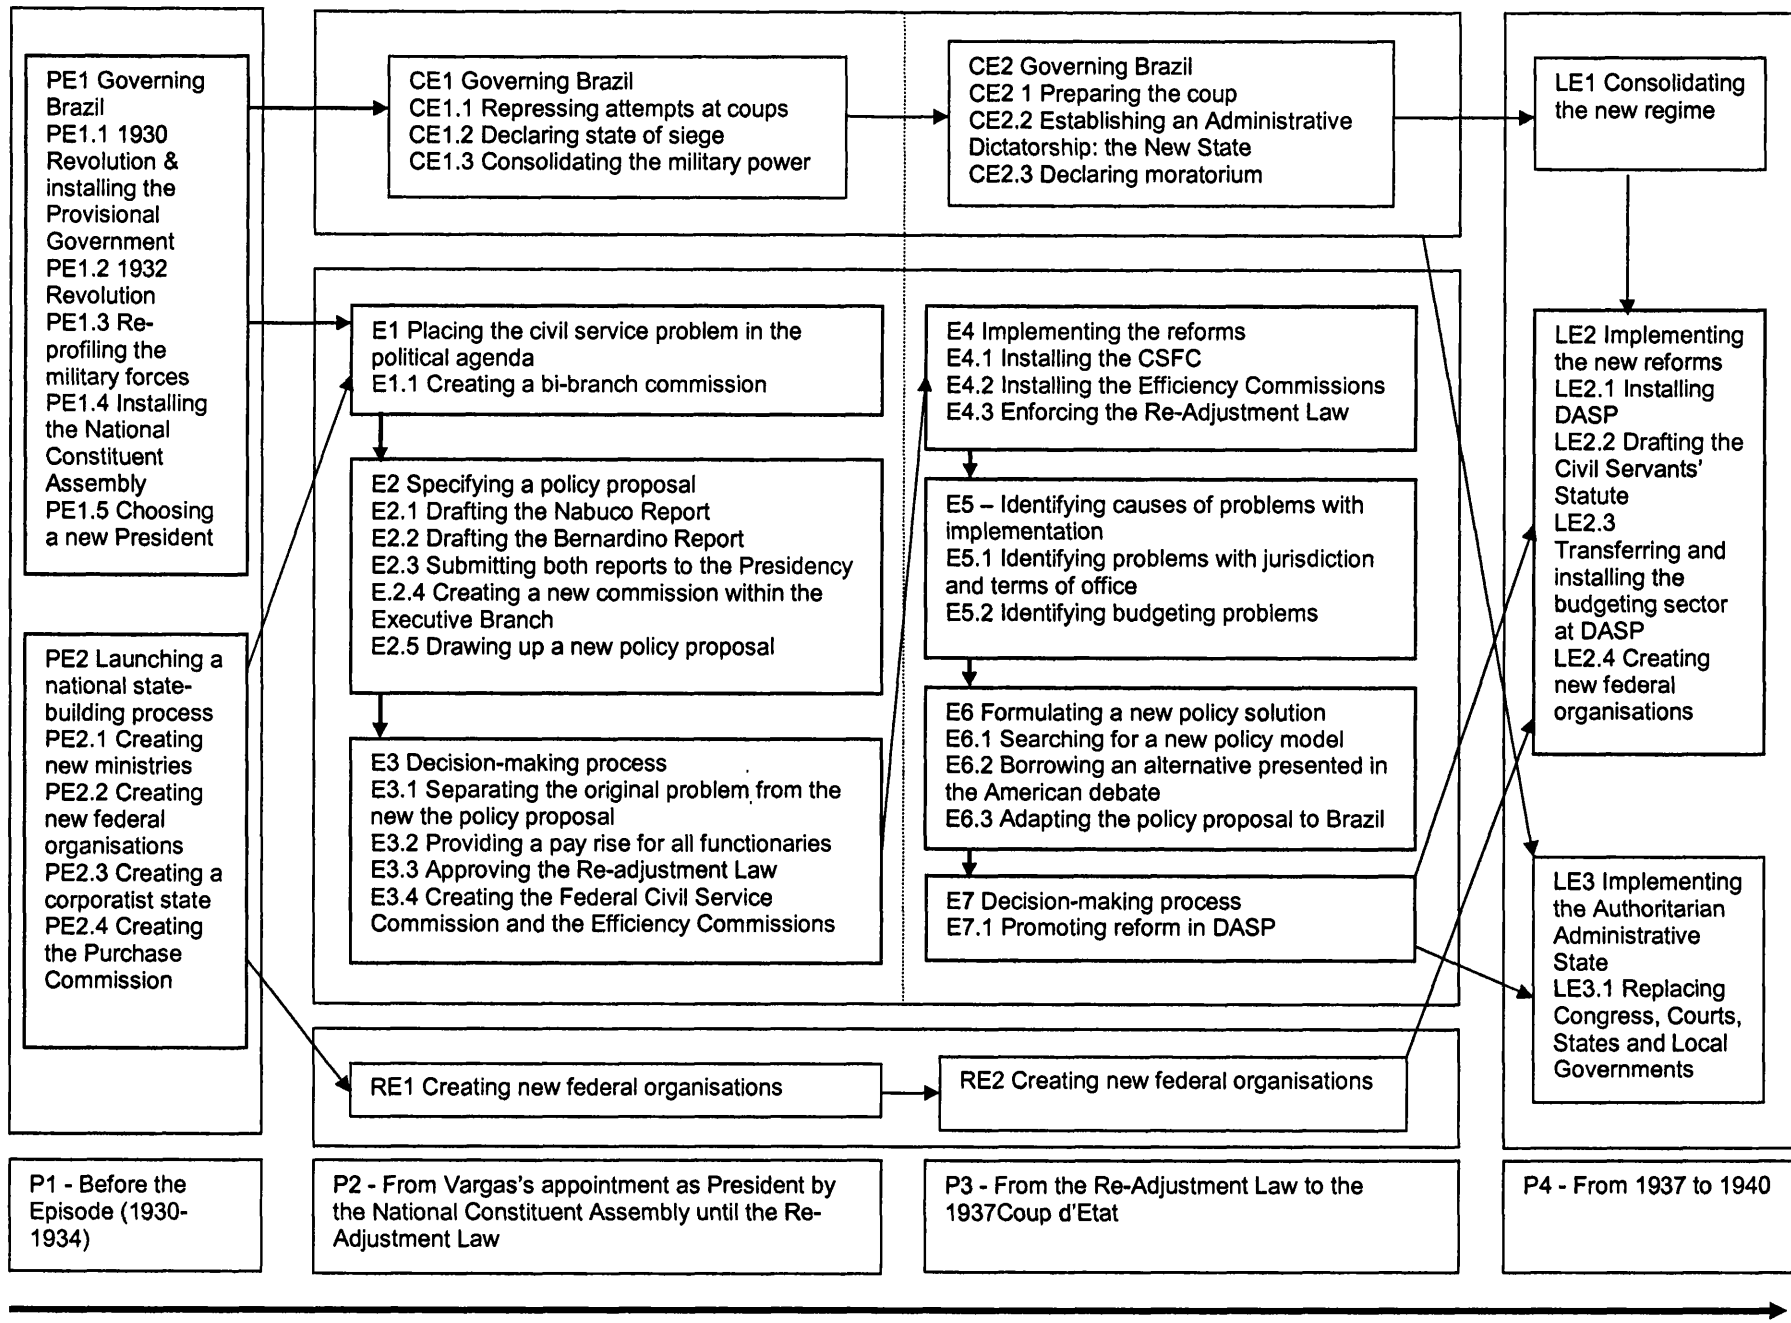 PE1 Governing
Brazil
PE1.1 1930
Revolution &
installing the
Provisional
Government
PE1.2 1932
Revolution
PE1.3 Re-
profiling the
military forces
PE1.4 Installing
the National
Constituent
Assembly
PE1.5 Choosing
a new President
PE2 Launching a
national state-
building process
PE2.1 Creating
new ministries
PE2.2 Creating
new federal
organisations
PE2.3 Creating a
corporatist state
PE2.4 Creating
the Purchase
Commission
CE1 Governing Brazil
CE1.1 Repressing attempts at coups
CE1.2 Declaring state of siege
CE1.3 Consolidating the military power
CE2 Governing Brazil
CE2 1 Preparing the coup
CE2.2 Establishing an Administrative
Dictatorship: the New State
CE2.3 Declaring moratorium
E1 Placing the civil service problem in the
political agenda
E1.1 Creating a bi-branch commission
E2 Specifying a policy proposal
E2.1 Drafting the Nabuco Report
E2.2 Drafting the Bernardino Report
E2.3 Submitting both reports to the Presidency
E.2.4 Creating a new commission within the
Executive Branch
E2.5 Drawing up a new policy proposal
E3 Decision-making process
E3.1 Separating the original problem from the
new the policy proposal
E3.2 Providing a pay rise for all functionaries
E3.3 Approving the Re-adjustment Law
E3.4 Creating the Federal Civil Service
Commission and the Efficiency Commissions
E4 Implementing the reforms
E4.1 Installing the CSFC
E4.2 Installing the Efficiency Commissions
E4.3 Enforcing the Re-Adjustment Law
E5 – Identifying causes of problems with
implementation
E5.1 Identifying problems with jurisdiction
and terms of office
E5.2 Identifying budgeting problems
E6 Formulating a new policy solution
E6.1 Searching for a new policy model
E6.2 Borrowing an alternative presented in
the American debate
E6.3 Adapting the policy proposal to Brazil
E7 Decision-making process
E7.1 Promoting reform in DASP
RE1 Creating new federal organisations
RE2 Creating new federal organisations
LE1 Consolidating
the new regime
LE2 Implementing
the new reforms
LE2.1 Installing
DASP
LE2.2 Drafting the
Civil Servants'
Statute
LE2.3
Transferring and
installing the
budgeting sector
at DASP
LE2.4 Creating
new federal
organisations
LE3 Implementing
the Authoritarian
Administrative
State
LE3.1 Replacing
Congress, Courts,
States and Local
Governments
P1 - Before the
Episode (1930-
1934)
P2 - From Vargas's appointment as President by
the National Constituent Assembly until the Re-
Adjustment Law
P3 - From the Re-Adjustment Law to the
1937Coup d'Etat
P4 - From 1937 to 1940